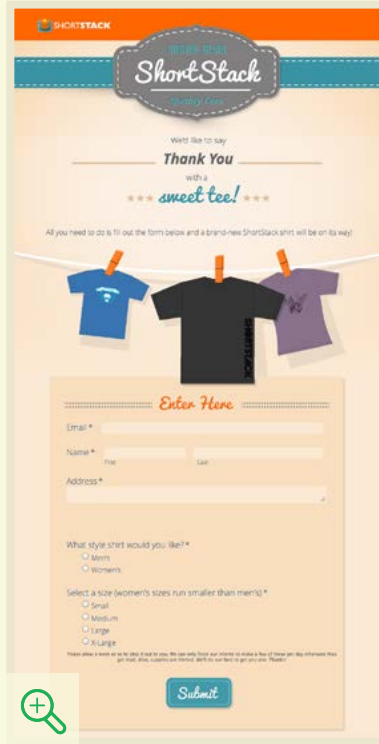 SHORTSTACK
ShortStack
Quality Tees
We'd like to say
Thank You
with a
sweet tee!
All you need to do is fill out the form below and a brand-new ShortStack shirt will be on its way!
SHORTSTACK
Enter Here
Email *
Name *
First
Last
Address *
What style shirt would you like? *
Men's
Women's
Select a size (women's sizes run smaller than men's) *
Small
Medium
Large
X-Large
Submit